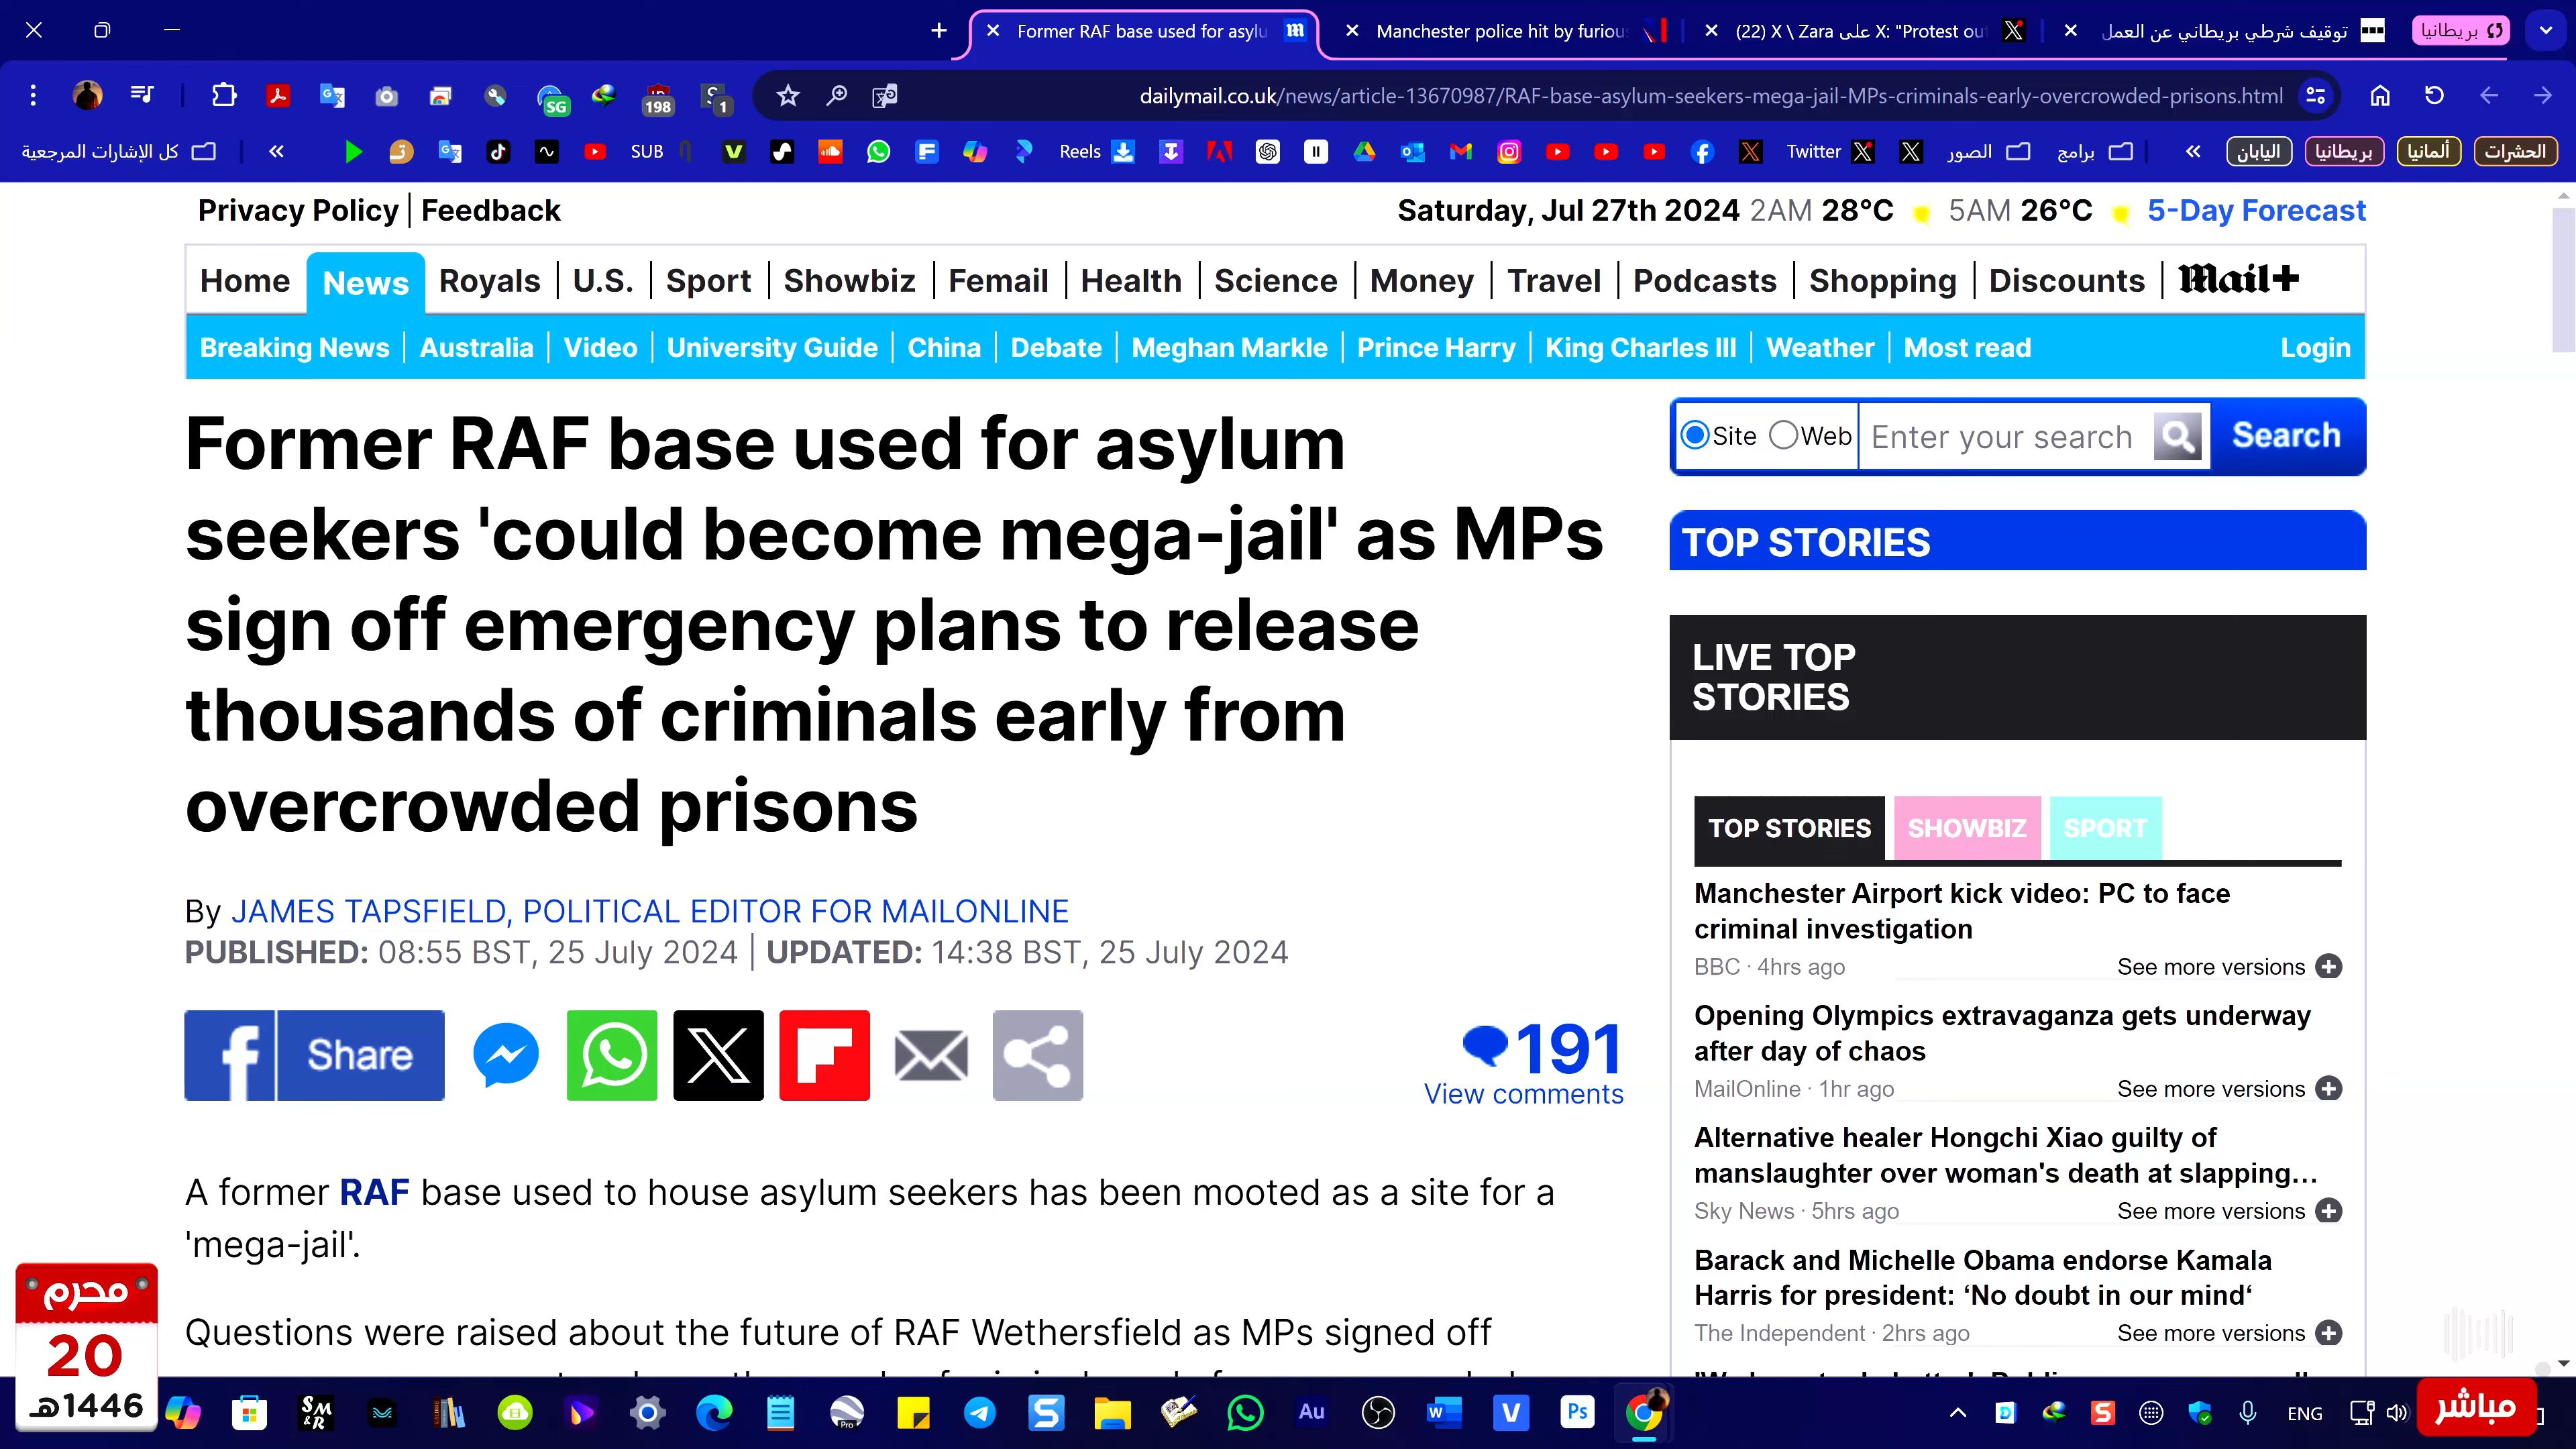 Former RAF base used for asylu
Manchester police hit by furiou
(22) X \ Zara على X: "Protest ou
توقيف شرطي بريطاني عن العمل
بريطانيا
SG
198
1
dailymail.co.uk/news/article-13670987/RAF-base-asylum-seekers-mega-jail-MPs-criminals-early-overcrowded-prisons.html
كل الإشارات المرجعية
SUB
Reels
Twitter
الصور
برامج
اليابان
بريطانيا
ألمانيا
الحشرات
Privacy Policy | Feedback
Saturday, Jul 27th 2024 2AM 28°C 5AM 26°C 5-Day Forecast
Home News Royals U.S. Sport Showbiz Femail Health Science Money Travel Podcasts Shopping Discounts Mail+
Breaking News Australia Video University Guide China Debate Meghan Markle Prince Harry King Charles III Weather Most read Login
Former RAF base used for asylum
seekers 'could become mega-jail' as MPs
sign off emergency plans to release
thousands of criminals early from
overcrowded prisons
By JAMES TAPSFIELD, POLITICAL EDITOR FOR MAILONLINE
PUBLISHED: 08:55 BST, 25 July 2024 | UPDATED: 14:38 BST, 25 July 2024
Share
191
View comments
A former RAF base used to house asylum seekers has been mooted as a site for a
'mega-jail'.
Questions were raised about the future of RAF Wethersfield as MPs signed off
Site Web Enter your search Search
TOP STORIES
LIVE TOP
STORIES
TOP STORIES SHOWBIZ SPORT
Manchester Airport kick video: PC to face
criminal investigation
BBC · 4hrs ago See more versions
Opening Olympics extravaganza gets underway
after day of chaos
MailOnline · 1hr ago See more versions
Alternative healer Hongchi Xiao guilty of
manslaughter over woman's death at slapping...
Sky News · 5hrs ago See more versions
Barack and Michelle Obama endorse Kamala
Harris for president: ‘No doubt in our mind‘
The Independent · 2hrs ago See more versions
محرم
20
1446هـ
SM
&R
Pro
Au
W
V
Ps
ENG
مباشر